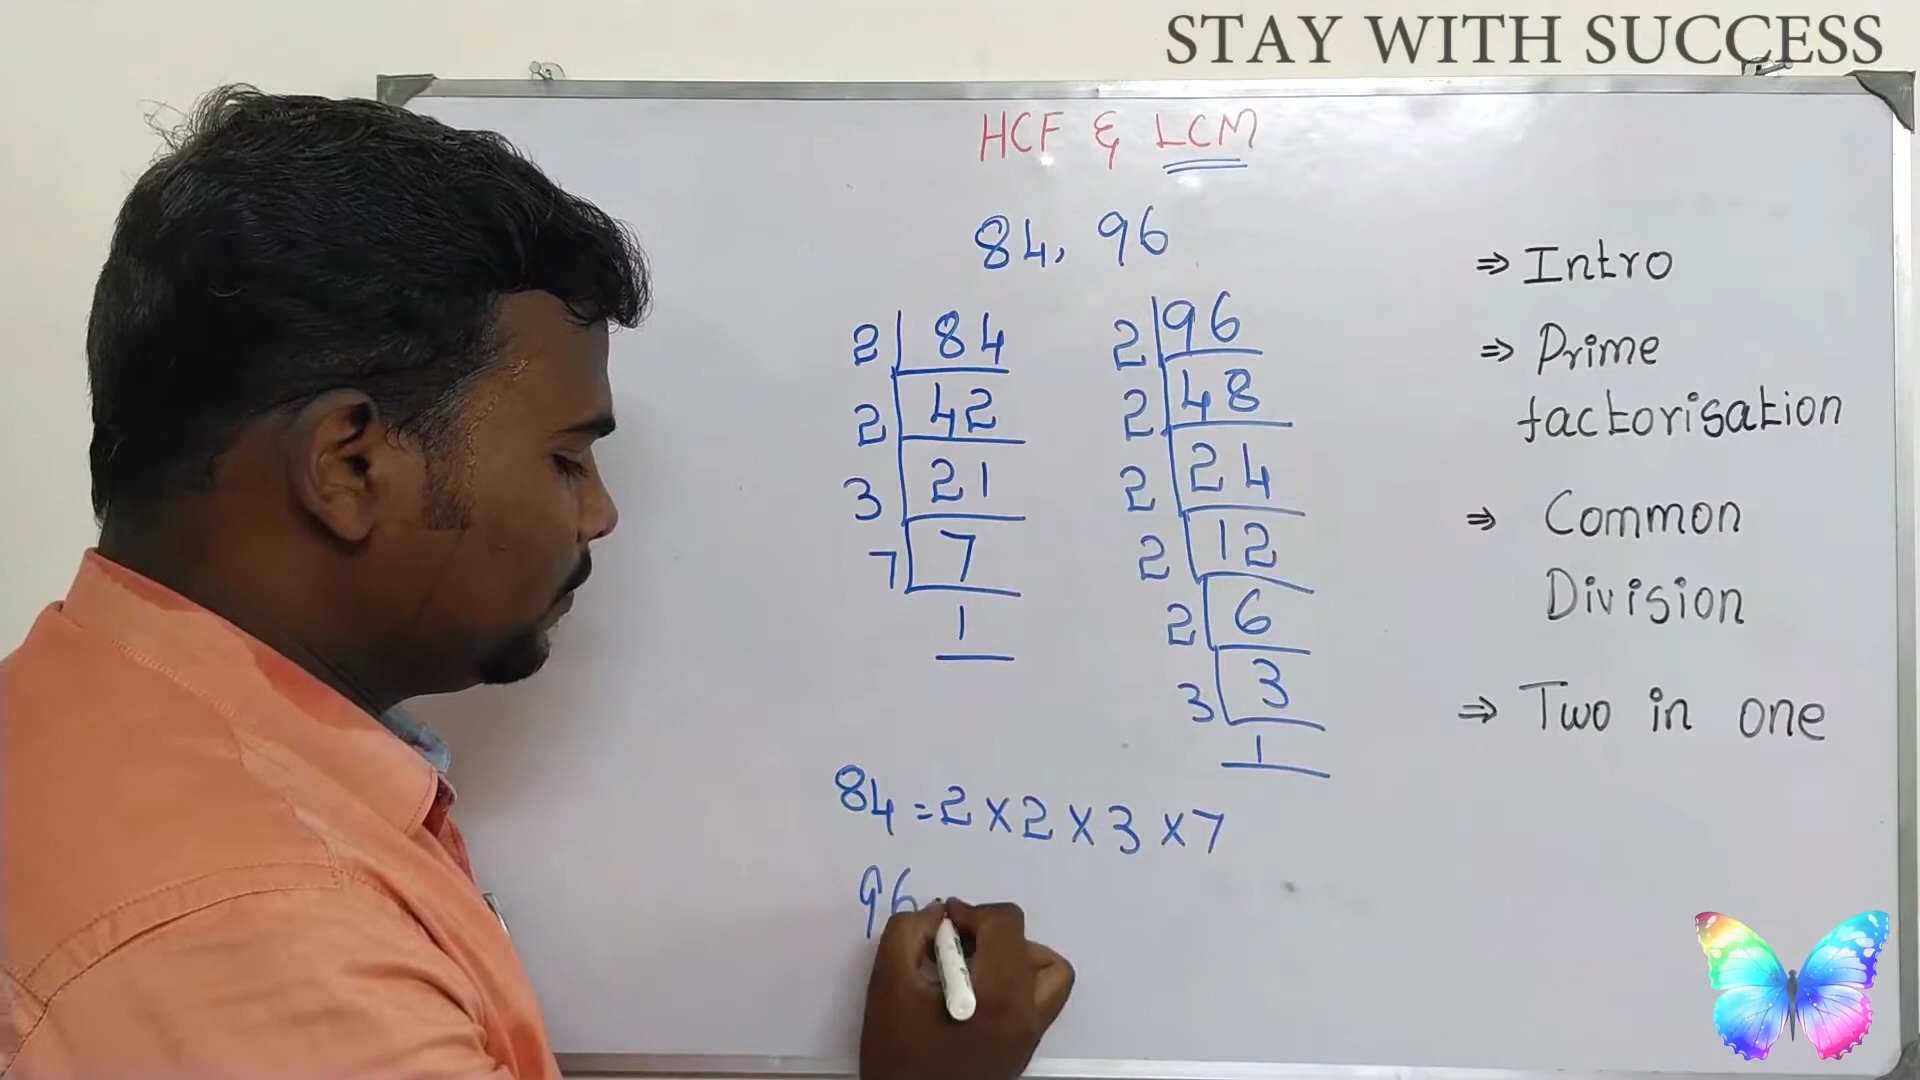 STAY WITH SUCCESS
HCF & LCM
84, 96
2 84
2 42
3 21
7 7
1
2 96
2 48
2 24
2 12
2 6
3 3
1
84 = 2 × 2 × 3 × 7
96
⇒ Intro
⇒ Prime
factorisation
⇒ Common
Division
⇒ Two in one